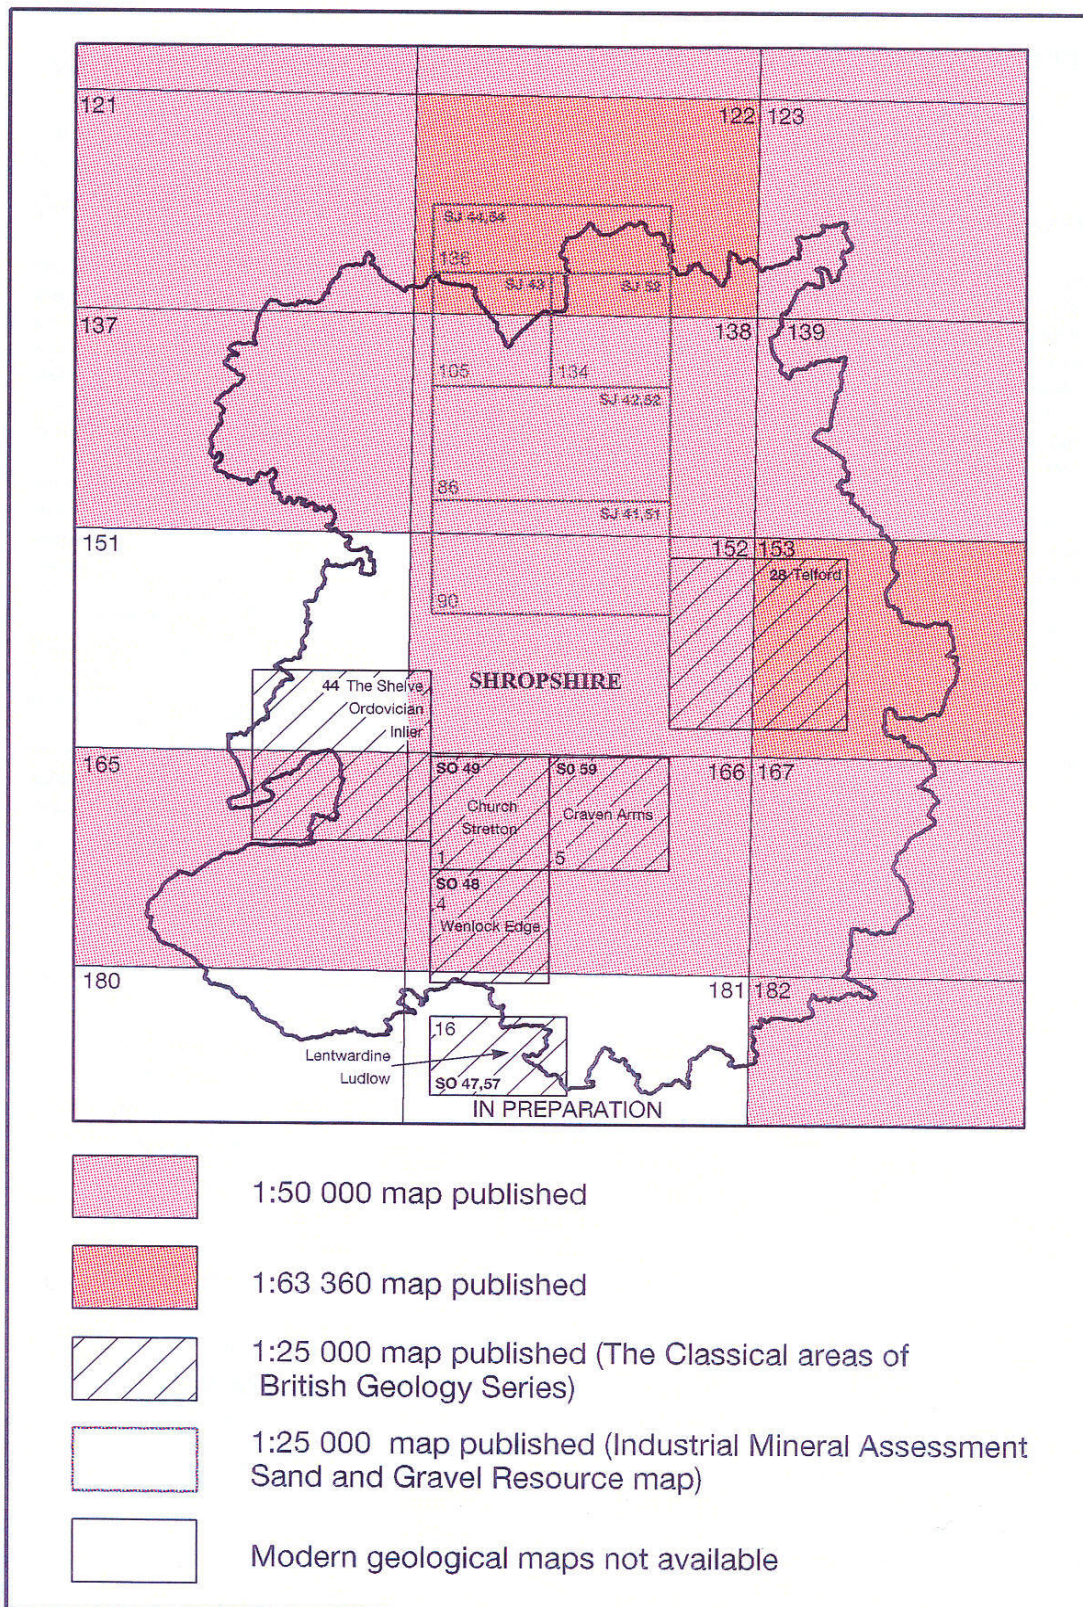 121
122 123
SJ 44,54
136
SJ 43
SJ 53
137
138 139
105
134
SJ 42,52
86
SJ 41,51
151
152 153
28 Telford
90
44 The Shelve
Ordovician
Inlier
SHROPSHIRE
165
166 167
SO 49
Church
Stretton
1
S0 59
Craven Arms
5
SO 48
4
Wenlock Edge
180
181 182
16
Lentwardine
Ludlow
SO 47,57
IN PREPARATION
1:50 000 map published
1:63 360 map published
1:25 000 map published (The Classical areas of
British Geology Series)
1:25 000 map published (Industrial Mineral Assessment
Sand and Gravel Resource map)
Modern geological maps not available